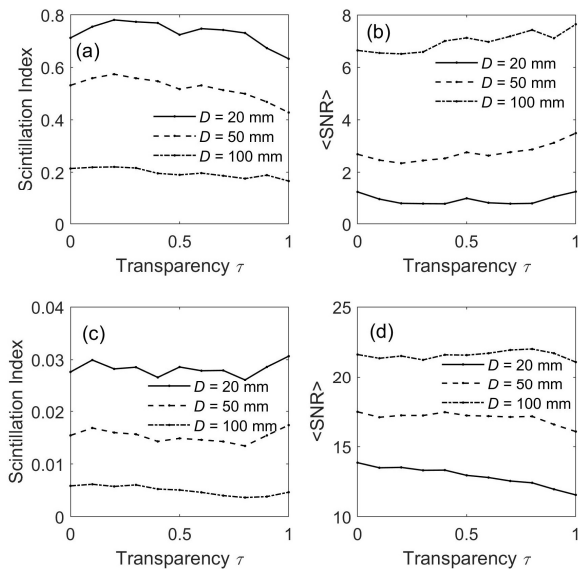 (a)
Scintillation Index
0.8
0.6
0.4
0.2
0
D = 20 mm
D = 50 mm
D = 100 mm
0
0.5
1
Transparency τ
(b)
<SNR>
8
6
4
2
0
D = 20 mm
D = 50 mm
D = 100 mm
0
0.5
1
Transparency τ
(c)
Scintillation Index
0.04
0.03
0.02
0.01
0
D = 20 mm
D = 50 mm
D = 100 mm
0
0.5
1
Transparency τ
(d)
<SNR>
25
20
15
10
D = 20 mm
D = 50 mm
D = 100 mm
0
0.5
1
Transparency τ